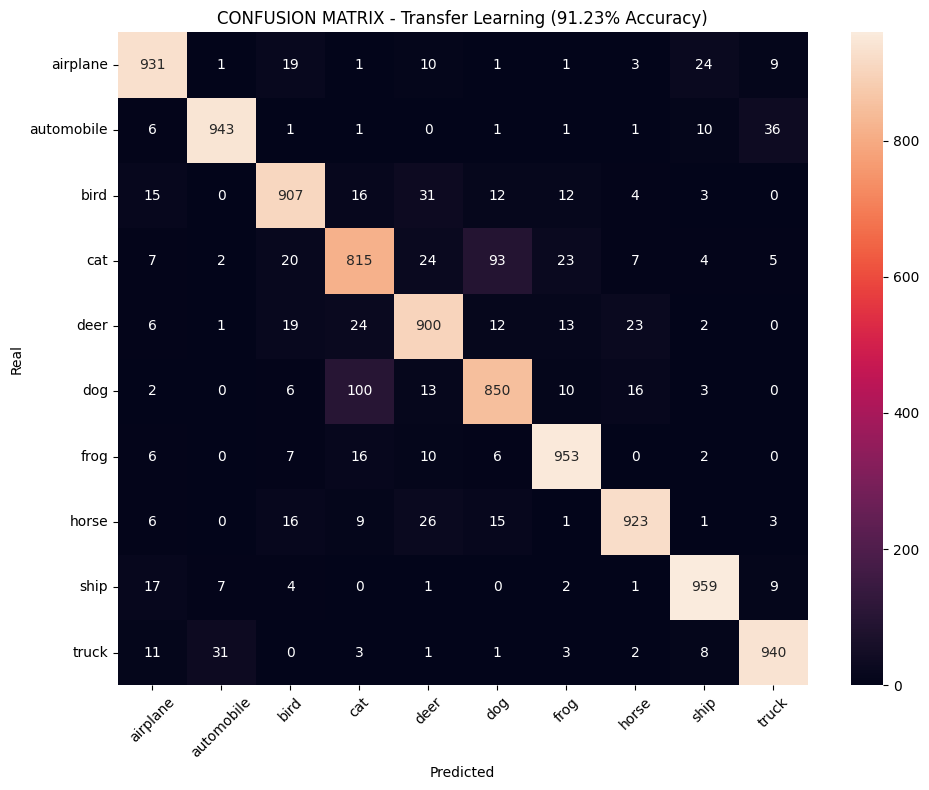 CONFUSION MATRIX - Transfer Learning (91.23% Accuracy)
airplane 931 1 19 1 10 1 1 3 24 9
automobile 6 943 1 1 0 1 1 1 10 36
bird 15 0 907 16 31 12 12 4 3 0
cat 7 2 20 815 24 93 23 7 4 5
deer 6 1 19 24 900 12 13 23 2 0
dog 2 0 6 100 13 850 10 16 3 0
frog 6 0 7 16 10 6 953 0 2 0
horse 6 0 16 9 26 15 1 923 1 3
ship 17 7 4 0 1 0 2 1 959 9
truck 11 31 0 3 1 1 3 2 8 940
airplane automobile bird cat deer dog frog horse ship truck
Predicted
Real
800
600
400
200
0